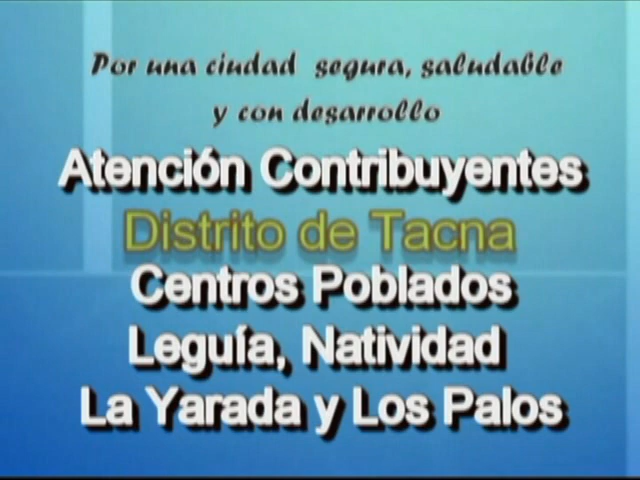 Por una ciudad segura, saludable
y con desarrollo
Atención Contribuyentes
Distrito de Tacna
Centros Poblados
Leguía, Natividad
La Yarada y Los Palos